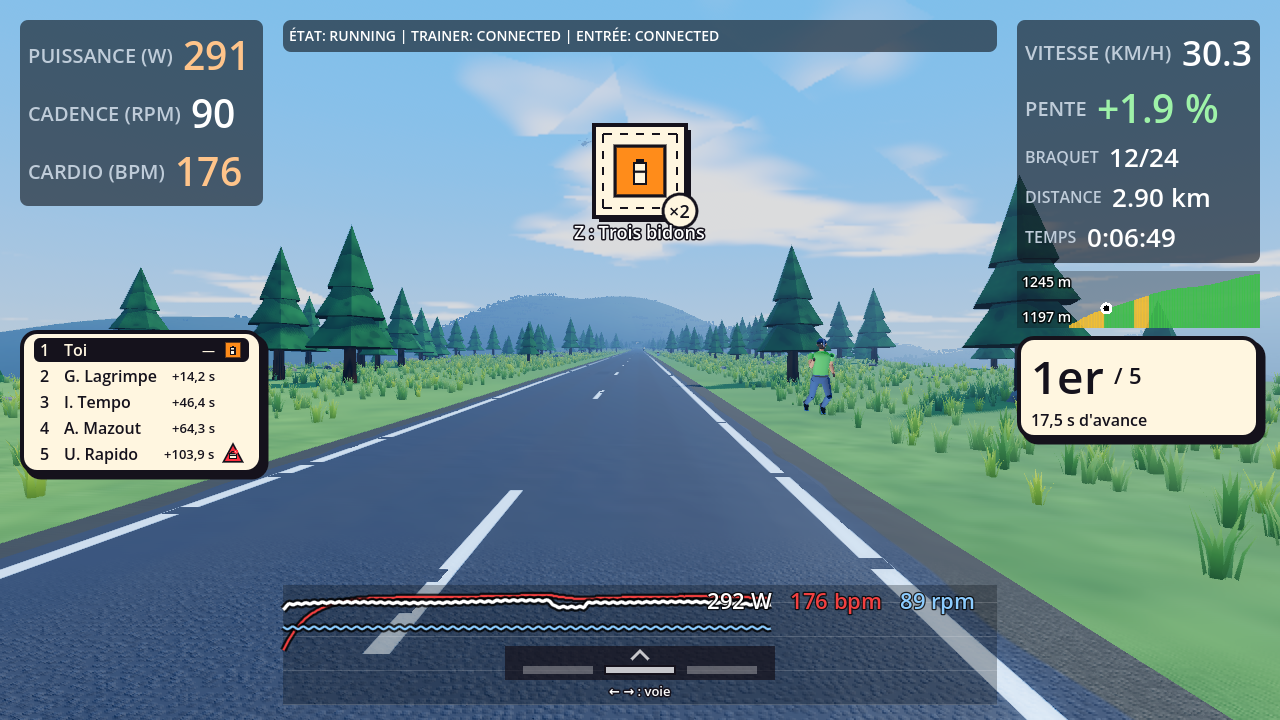 PUISSANCE (W) 291
CADENCE (RPM) 90
CARDIO (BPM) 176
ÉTAT: RUNNING | TRAINER: CONNECTED | ENTRÉE: CONNECTED
×2
Z : Trois bidons
VITESSE (KM/H) 30.3
PENTE +1.9 %
BRAQUET 12/24
DISTANCE 2.90 km
TEMPS 0:06:49
1245 m
1197 m
1er / 5
17,5 s d'avance
1 Toi —
2 G. Lagrimpe +14,2 s
3 I. Tempo +46,4 s
4 A. Mazout +64,3 s
5 U. Rapido +103,9 s
292 W 176 bpm 89 rpm
← → : voie